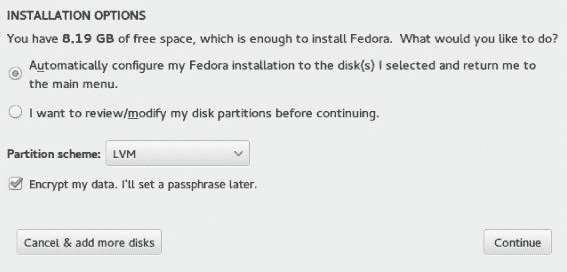 INSTALLATION OPTIONS
You have 8.19 GB of free space, which is enough to install Fedora. What would you like to do?
Automatically configure my Fedora installation to the disk(s) I selected and return me to
the main menu.
I want to review/modify my disk partitions before continuing.
Partition scheme: LVM
Encrypt my data. I'll set a passphrase later.
Cancel & add more disks Continue